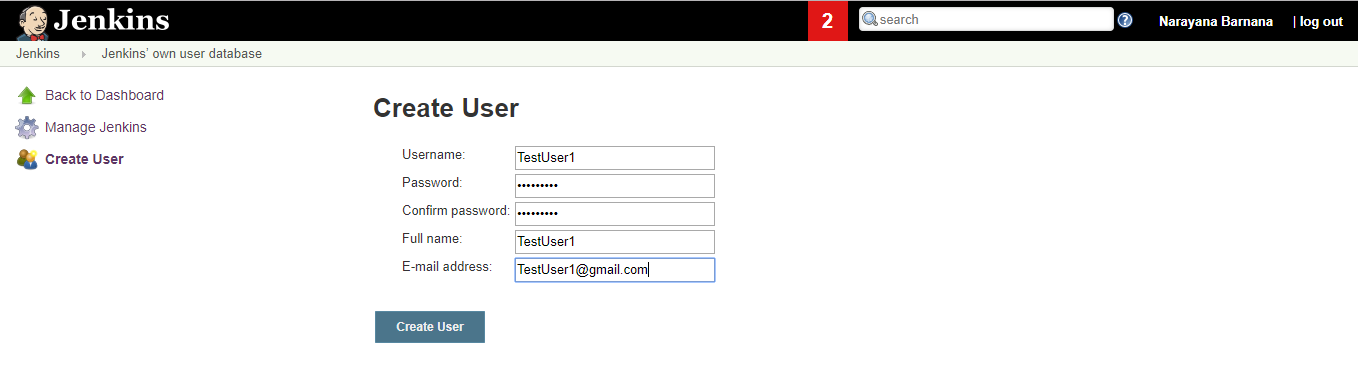 Jenkins 2 search ? Narayana Barnana | log out
Jenkins Jenkins' own user database
Back to Dashboard
Manage Jenkins
Create User
Create User
Username: TestUser1
Password: •••••••••
Confirm password: •••••••••
Full name: TestUser1
E-mail address: TestUser1@gmail.com
Create User